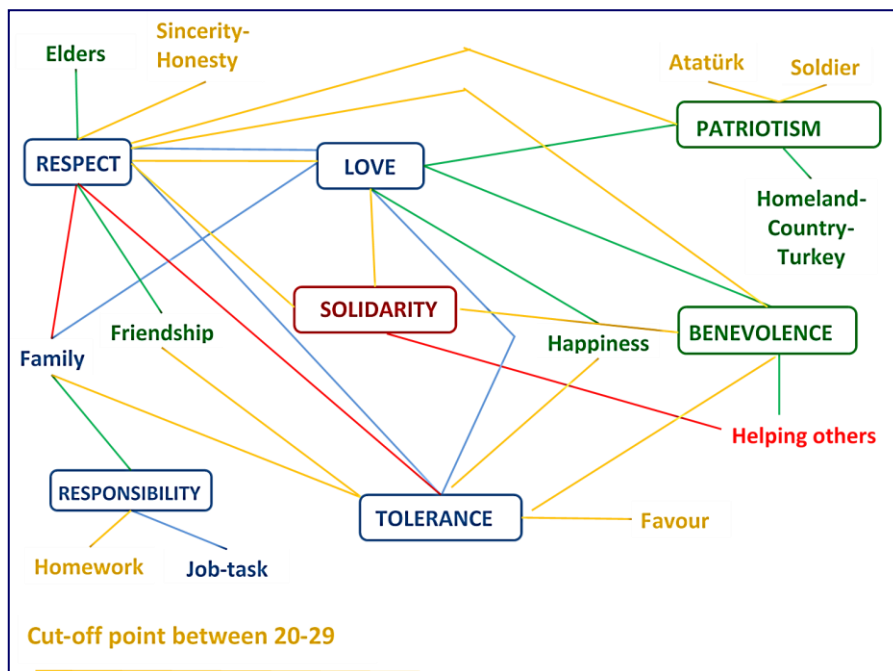 Elders
Sincerity-
Honesty
Atatürk
Soldier
PATRIOTISM
RESPECT
LOVE
Homeland-
Country-
Turkey
SOLIDARITY
Friendship
Happiness
BENEVOLENCE
Family
Helping others
RESPONSIBILITY
TOLERANCE
Favour
Homework
Job-task
Cut-off point between 20-29